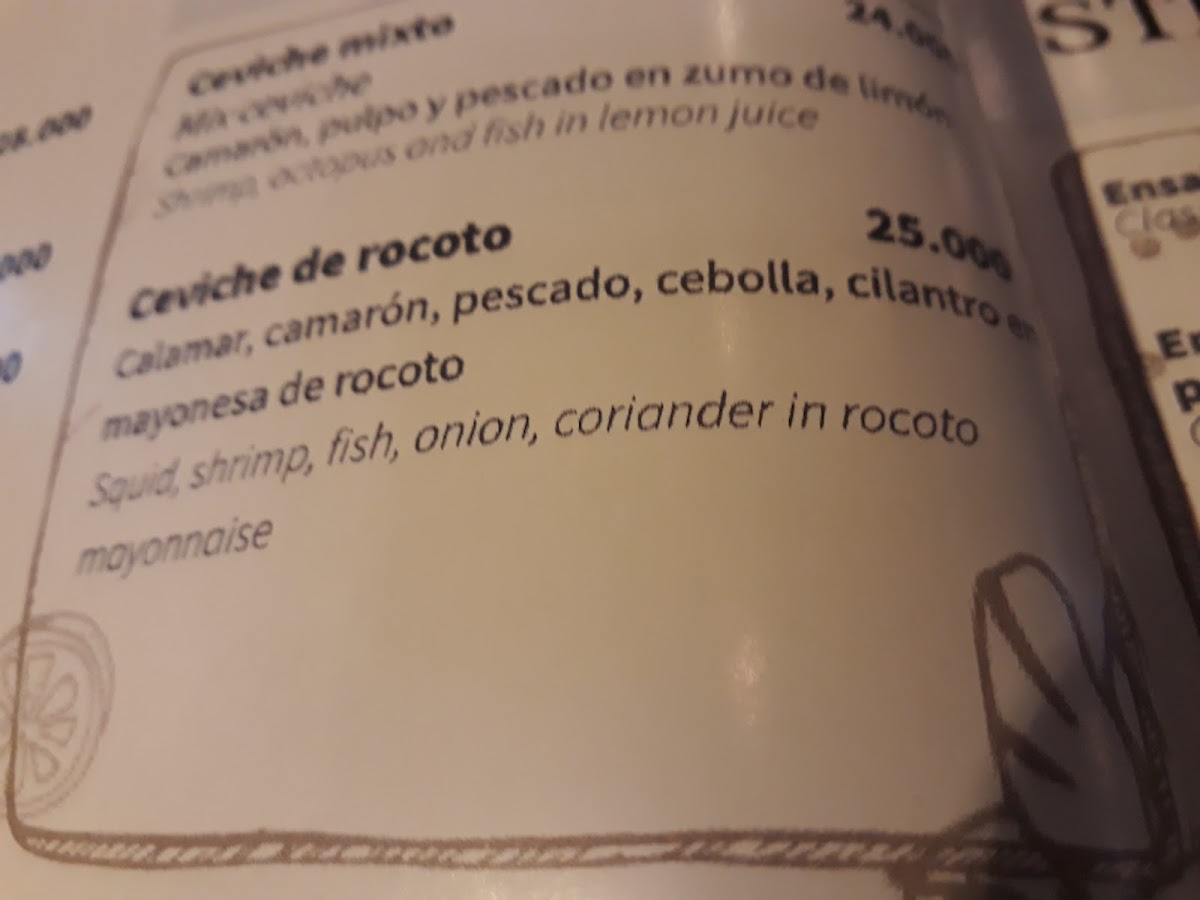 Ceviche mixto 24.000
Mix ceviche
Camarón, pulpo y pescado en zumo de limón
Shrimp, octopus and fish in lemon juice
Ceviche de rocoto 25.000
Calamar, camarón, pescado, cebolla, cilantro en
mayonesa de rocoto
Squid, shrimp, fish, onion, coriander in rocoto
mayonnaise